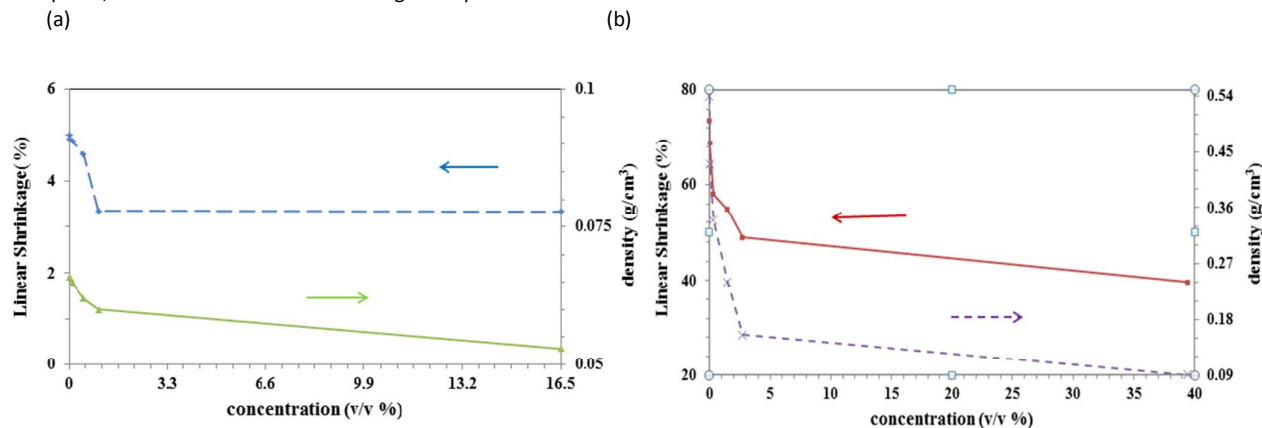 (a)
(b)
6
4
2
0
Linear Shrinkage( %)
0.1
0.075
0.05
density (g/cm³)
0 3.3 6.6 9.9 13.2 16.5
concentration (v/v %)
80
60
40
20
Linear Shrinkage (%)
0.54
0.45
0.36
0.27
0.18
0.09
density (g/cm³)
0 5 10 15 20 25 30 35 40
concentration (v/v %)